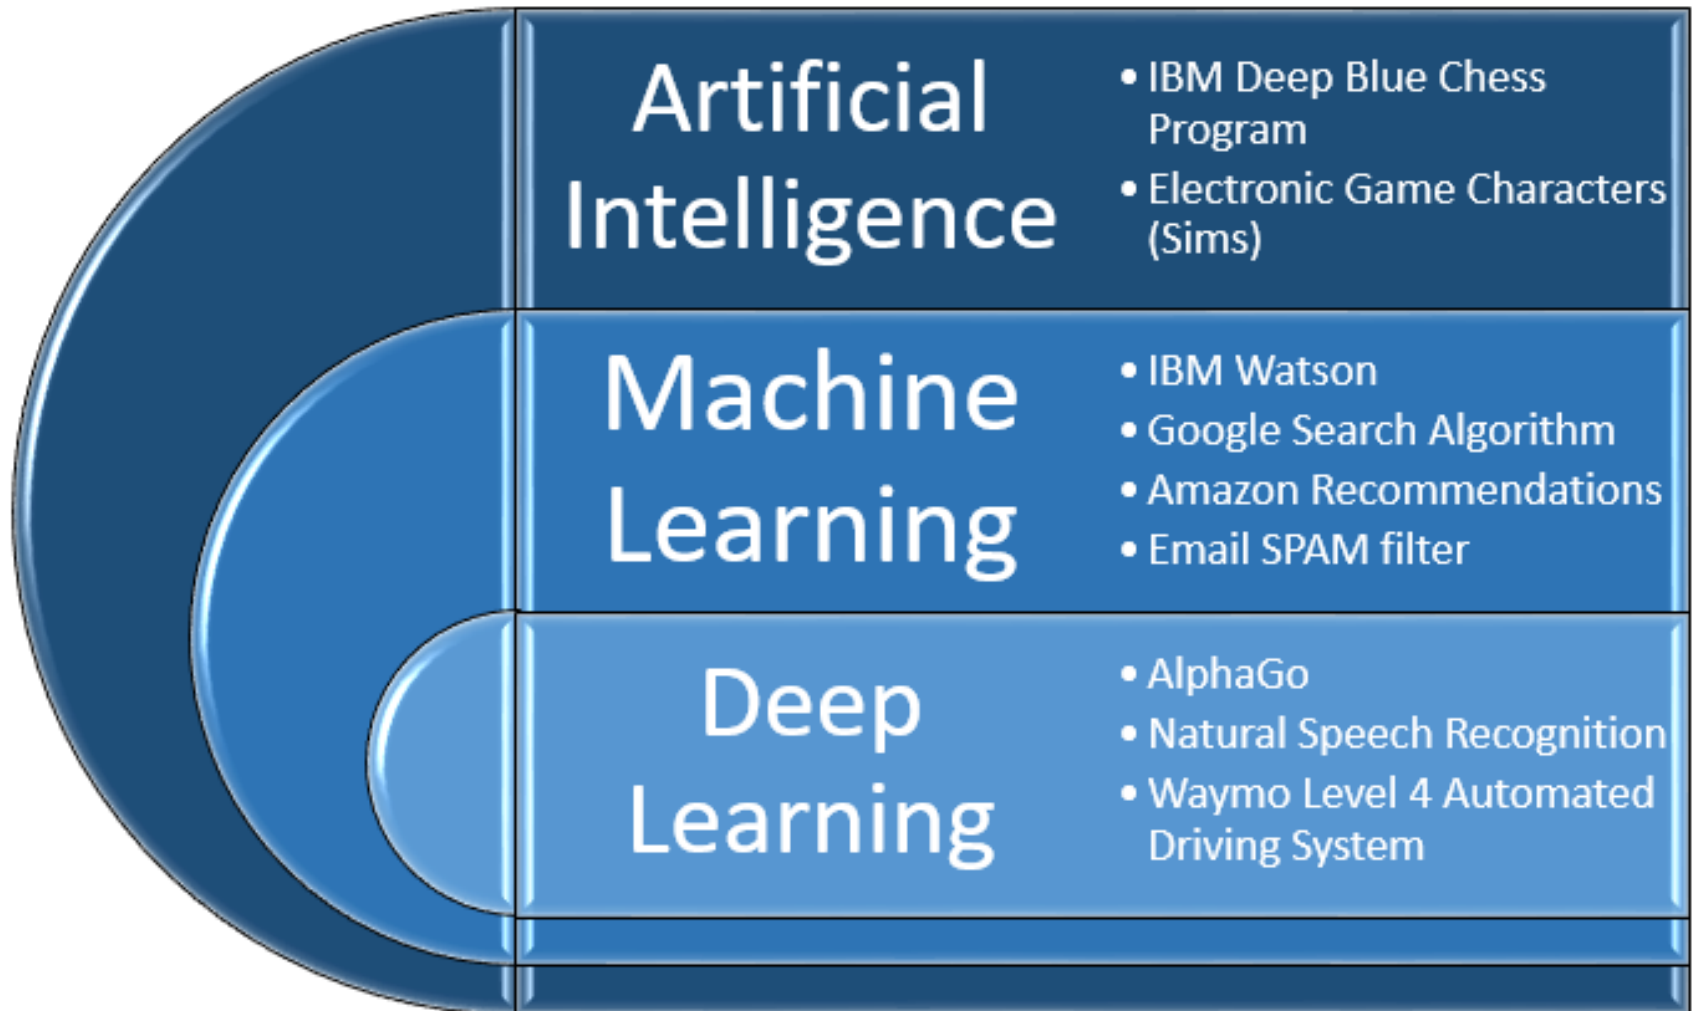 Artificial
Intelligence
• IBM Deep Blue Chess
Program
• Electronic Game Characters
(Sims)
Machine
Learning
• IBM Watson
• Google Search Algorithm
• Amazon Recommendations
• Email SPAM filter
Deep
Learning
• AlphaGo
• Natural Speech Recognition
• Waymo Level 4 Automated
Driving System